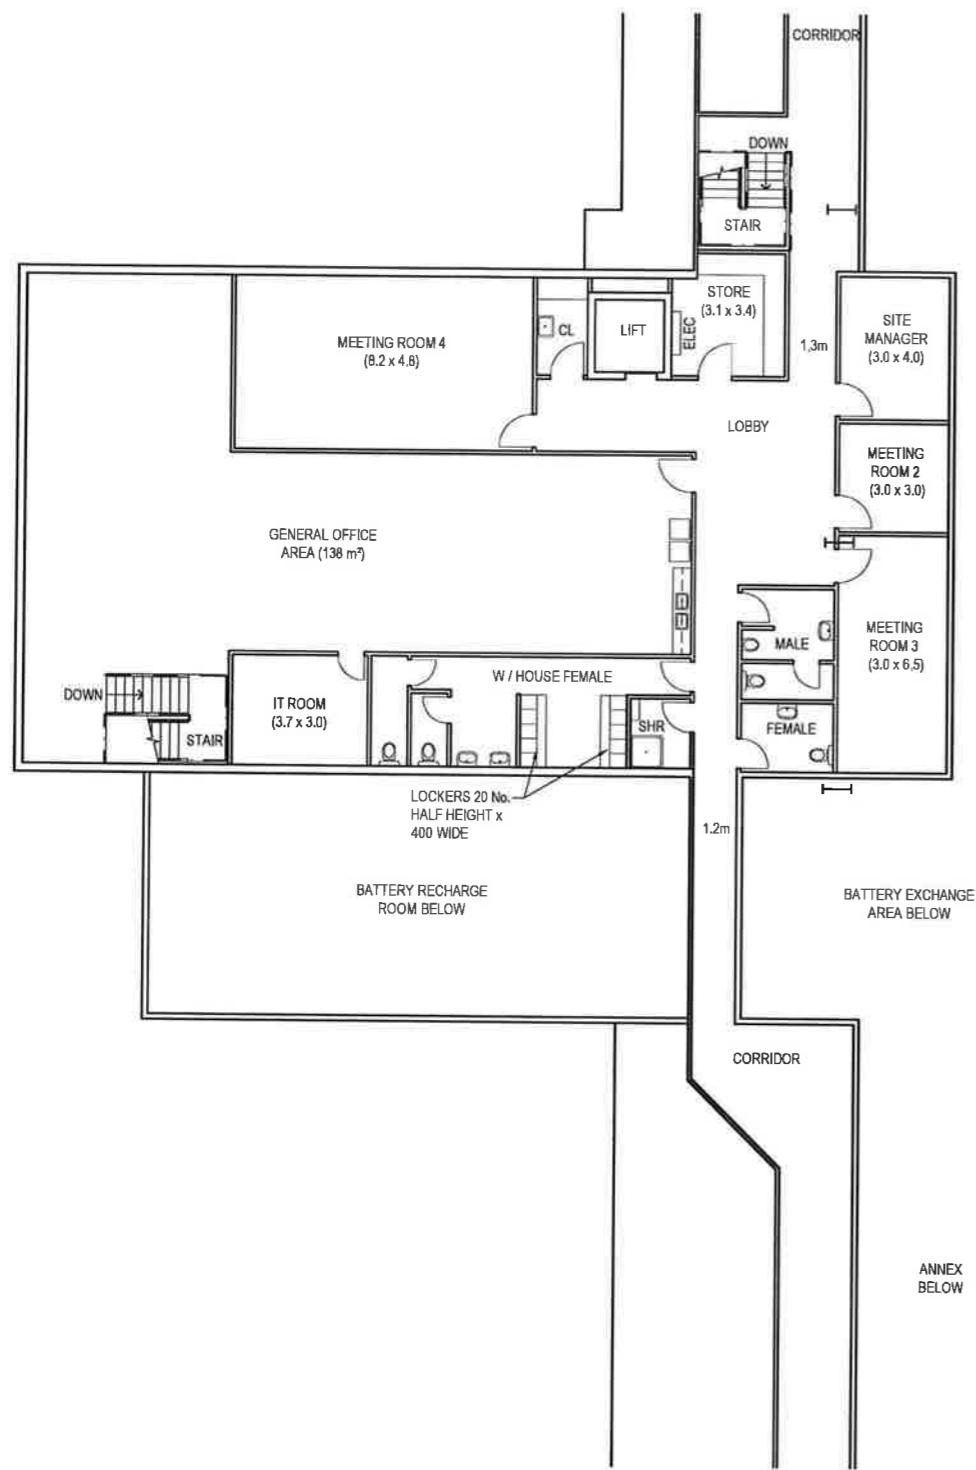 CORRIDOR
DOWN
STAIR
STORE
(3.1 x 3.4)
ELEC
LIFT
CL
MEETING ROOM 4
(8.2 x 4.8)
1,3m
SITE
MANAGER
(3.0 x 4.0)
LOBBY
MEETING
ROOM 2
(3.0 x 3.0)
GENERAL OFFICE
AREA (138 m²)
MEETING
ROOM 3
(3.0 x 6,5)
MALE
W / HOUSE FEMALE
DOWN
STAIR
IT ROOM
(3.7 x 3.0)
SHR
FEMALE
LOCKERS 20 No.
HALF HEIGHT x
400 WIDE
1.2m
BATTERY RECHARGE
ROOM BELOW
BATTERY EXCHANGE
AREA BELOW
CORRIDOR
ANNEX
BELOW